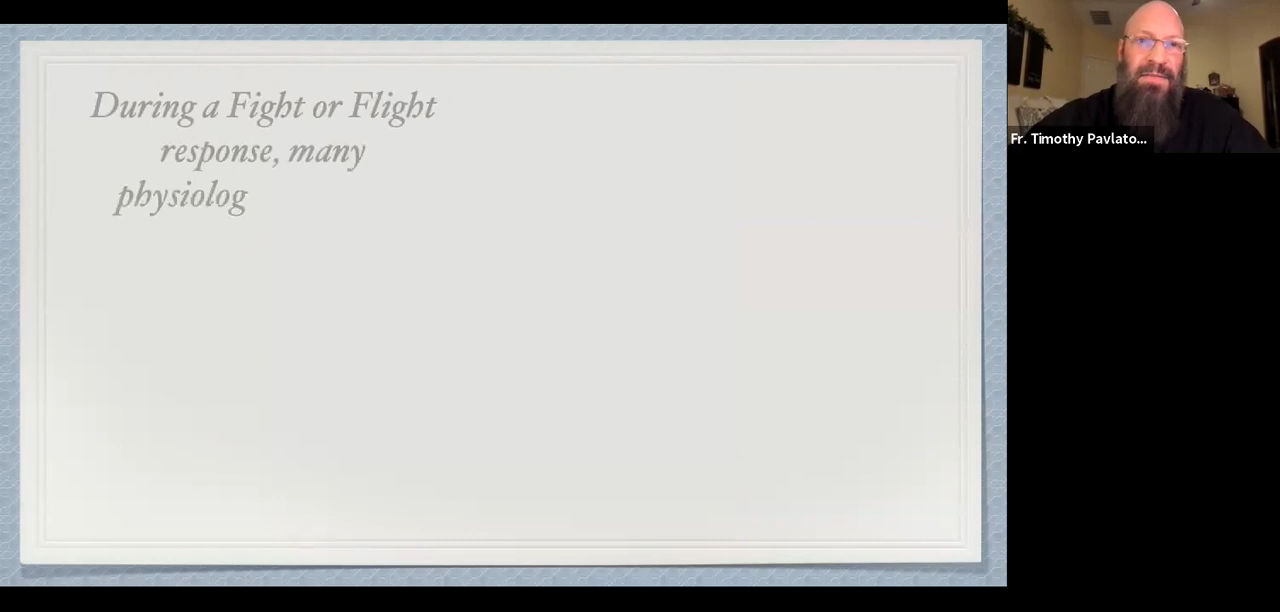 During a Fight or Flight
response, many
physiolog
Fr. Timothy Pavlato...